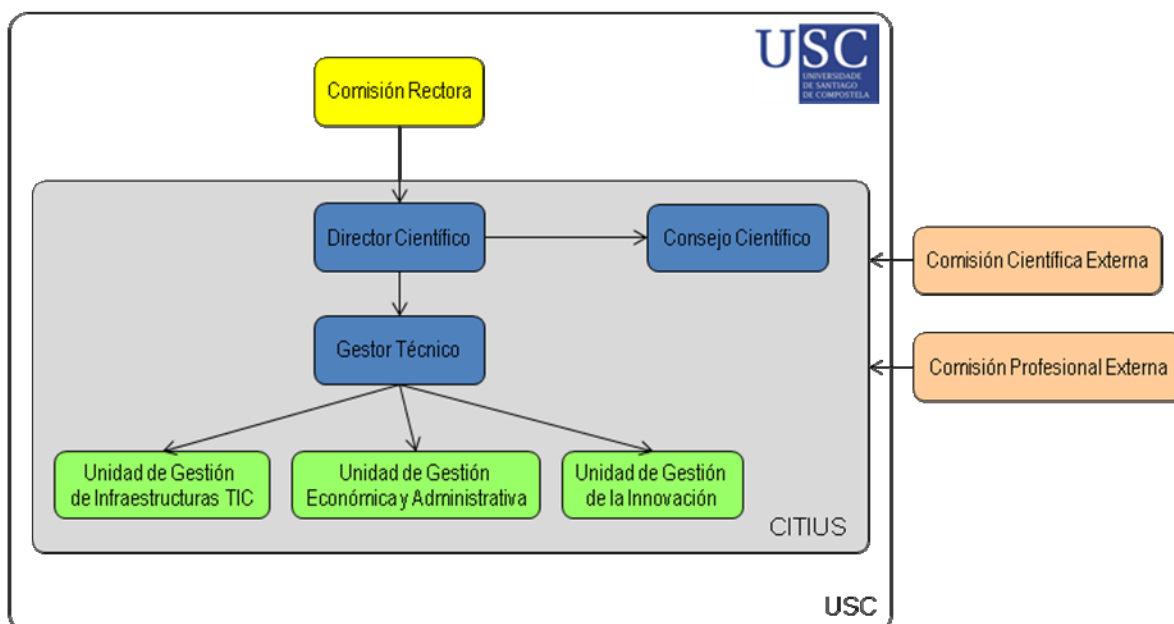 USC
UNIVERSIDADE
DE SANTIAGO
DE COMPOSTELA
Comisión Rectora
Director Científico
Consejo Científico
Comisión Científica Externa
Gestor Técnico
Comisión Profesional Externa
Unidad de Gestión
de Infraestructuras TIC
Unidad de Gestión
Económica y Administrativa
Unidad de Gestión
de la Innovación
CITIUS
USC